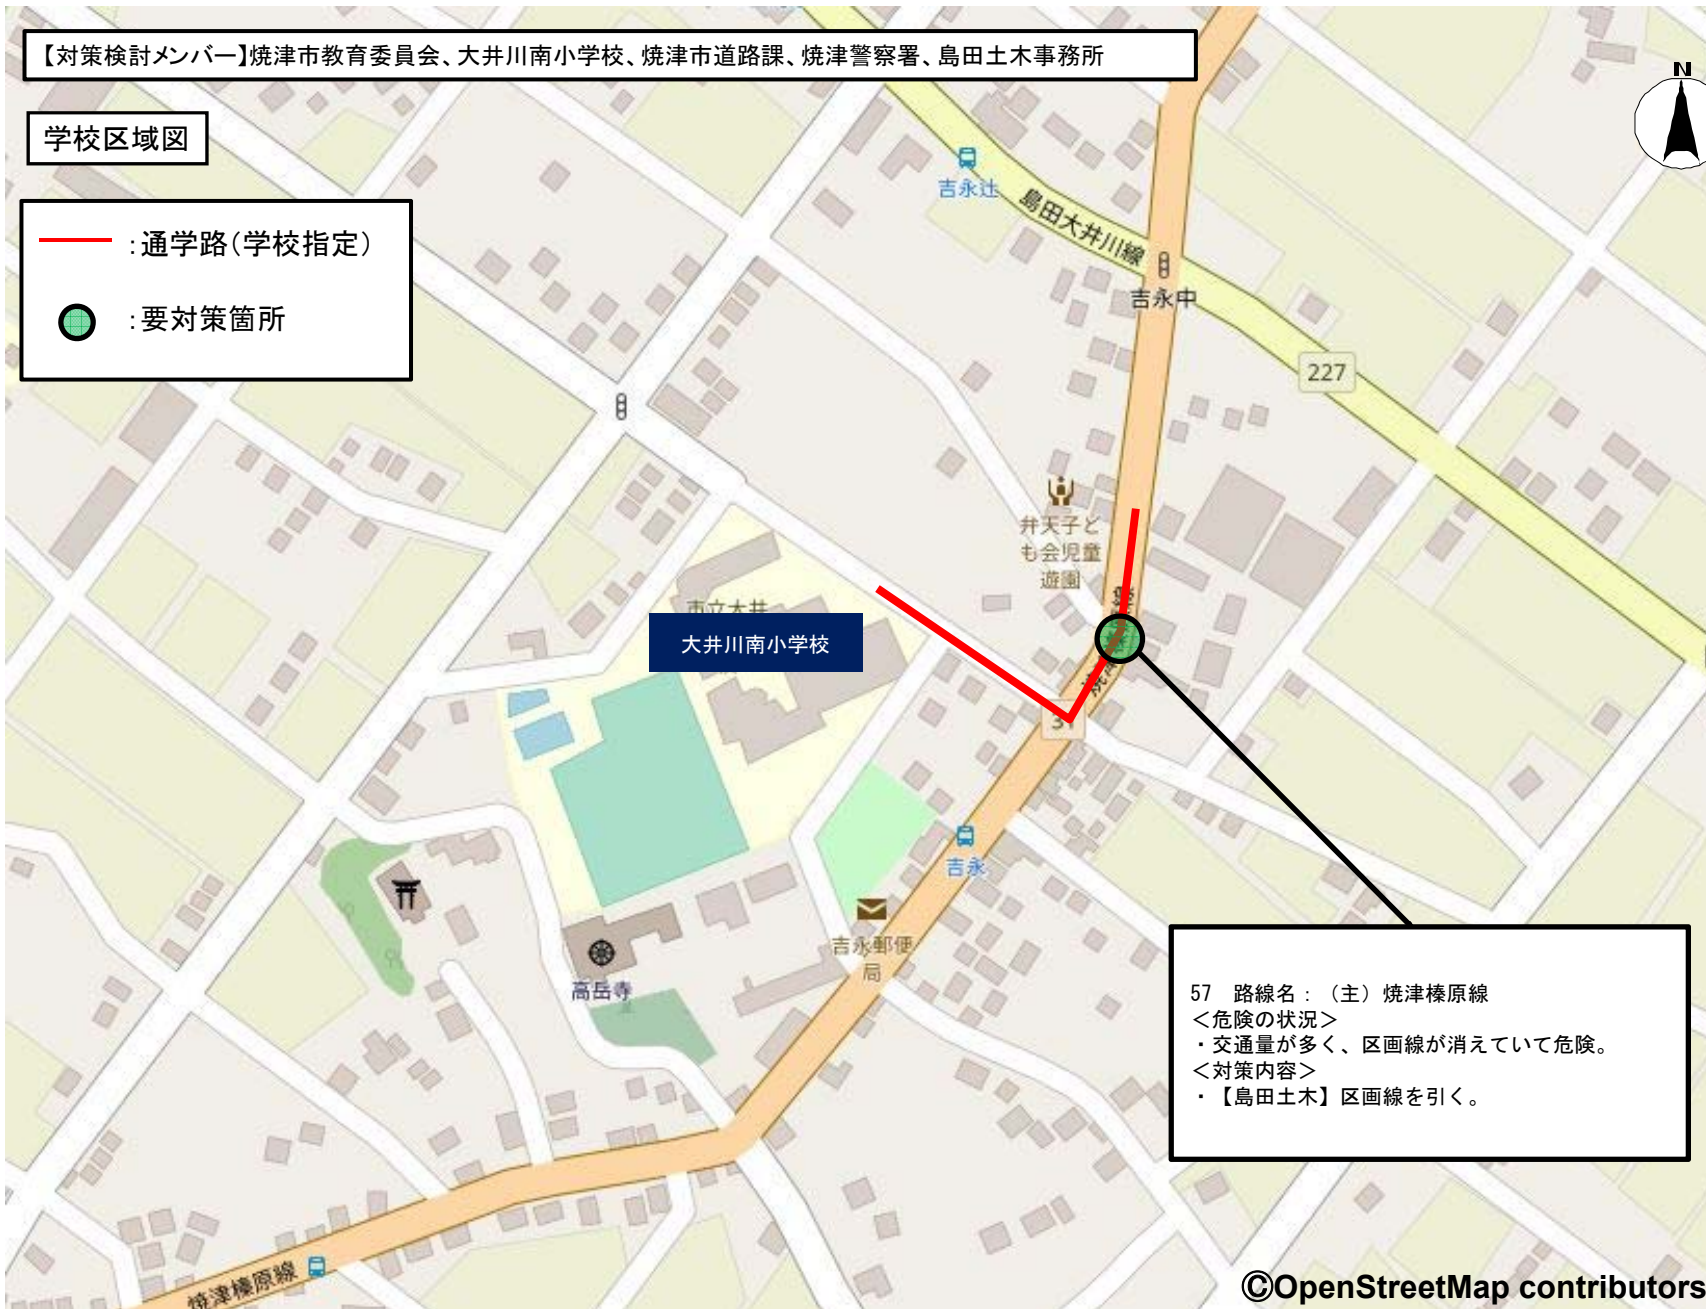 【対策検討メンバー】焼津市教育委員会、大井川南小学校、焼津市道路課、焼津警察署、島田土木事務所
N
学校区域図
吉永辻
島田大井川線
：通学路（学校指定）
吉永中
：要対策箇所
227
弁天子ど
も会児童
遊園
市立大井
大井川南小学校
31
吉永
吉永郵便
局
高岳寺
57　路線名：（主）焼津榛原線
＜危険の状況＞
・交通量が多く、区画線が消えていて危険。
＜対策内容＞
・【島田土木】区画線を引く。
焼津榛原線
©OpenStreetMap contributors